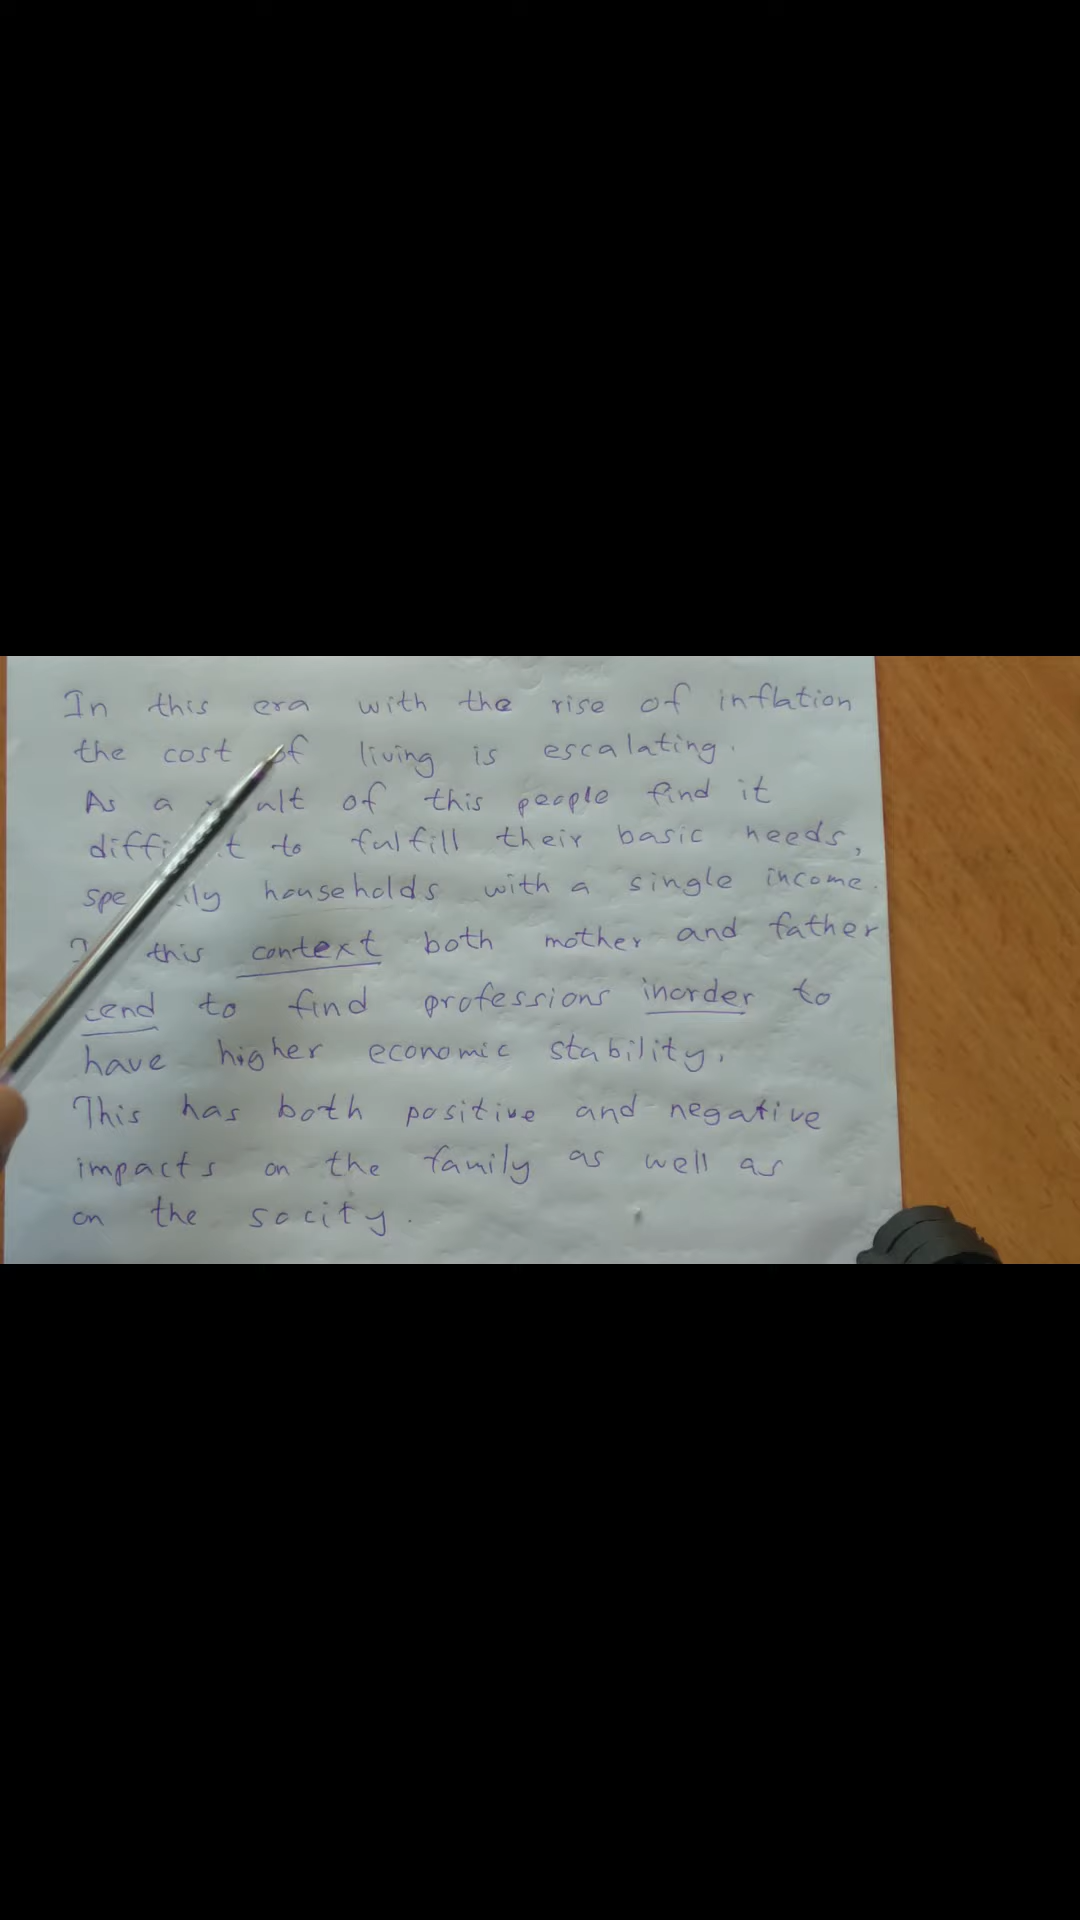 In this era with the rise of inflation
the cost of living is escalating.
As a of this people find it
to fulfill their basic needs,
households with a single income.
this context both mother and father
tend to find professions inorder to
have higher economic stability.
This has both positive and negative
impacts on the family as well as
on the socity.